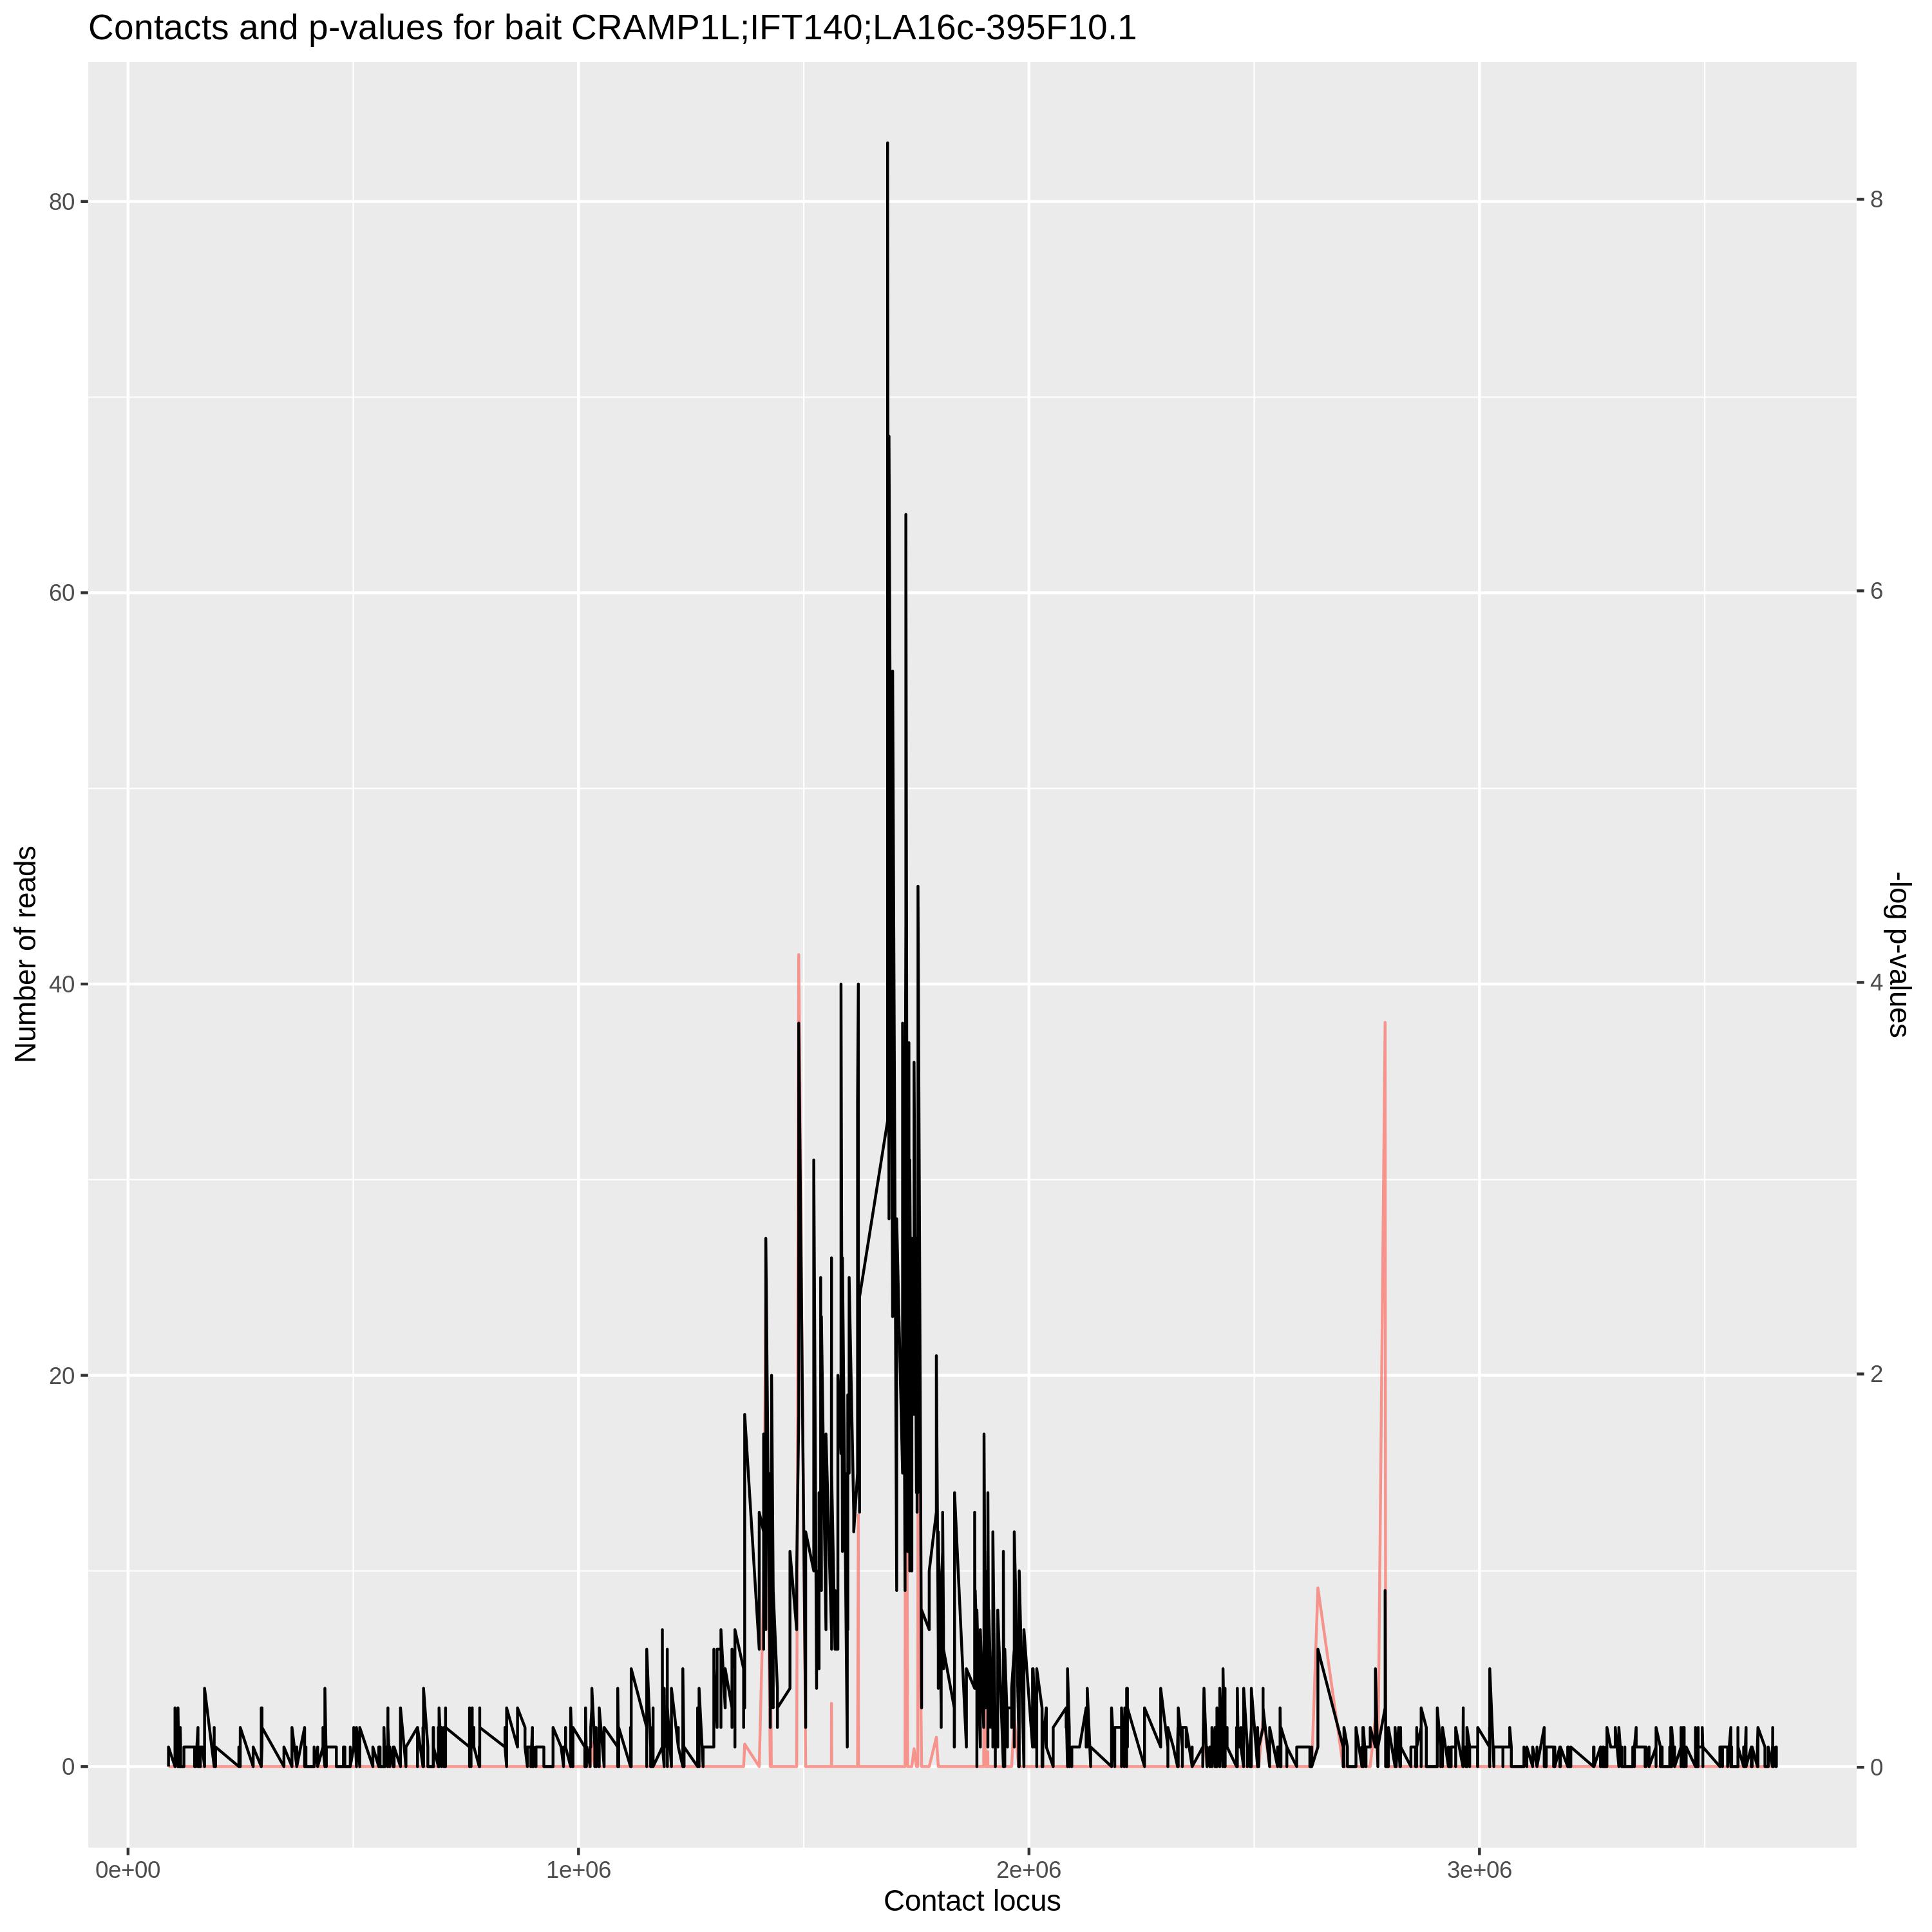 Contacts and p-values for bait CRAMP1L;IFT140;LA16c-395F10.1
80
60
40
20
0
Number of reads
8
6
4
2
0
-log p-values
0e+00 1e+06 2e+06 3e+06
Contact locus